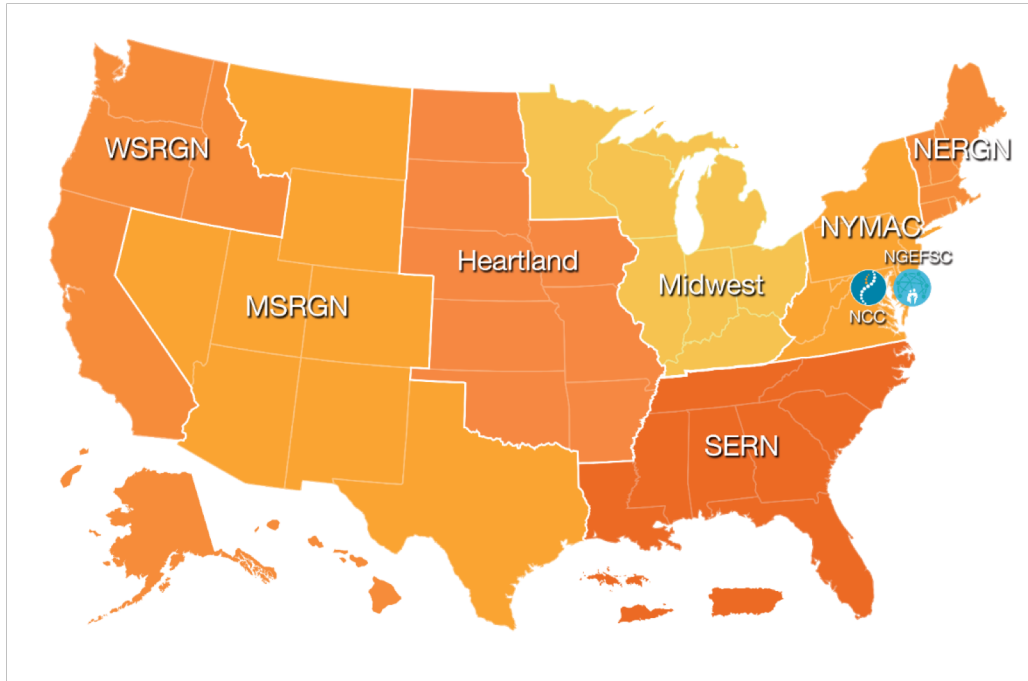 WSRGN
NERGN
NYMAC
NGEFSC
Heartland
Midwest
MSRGN
NCC
SERN